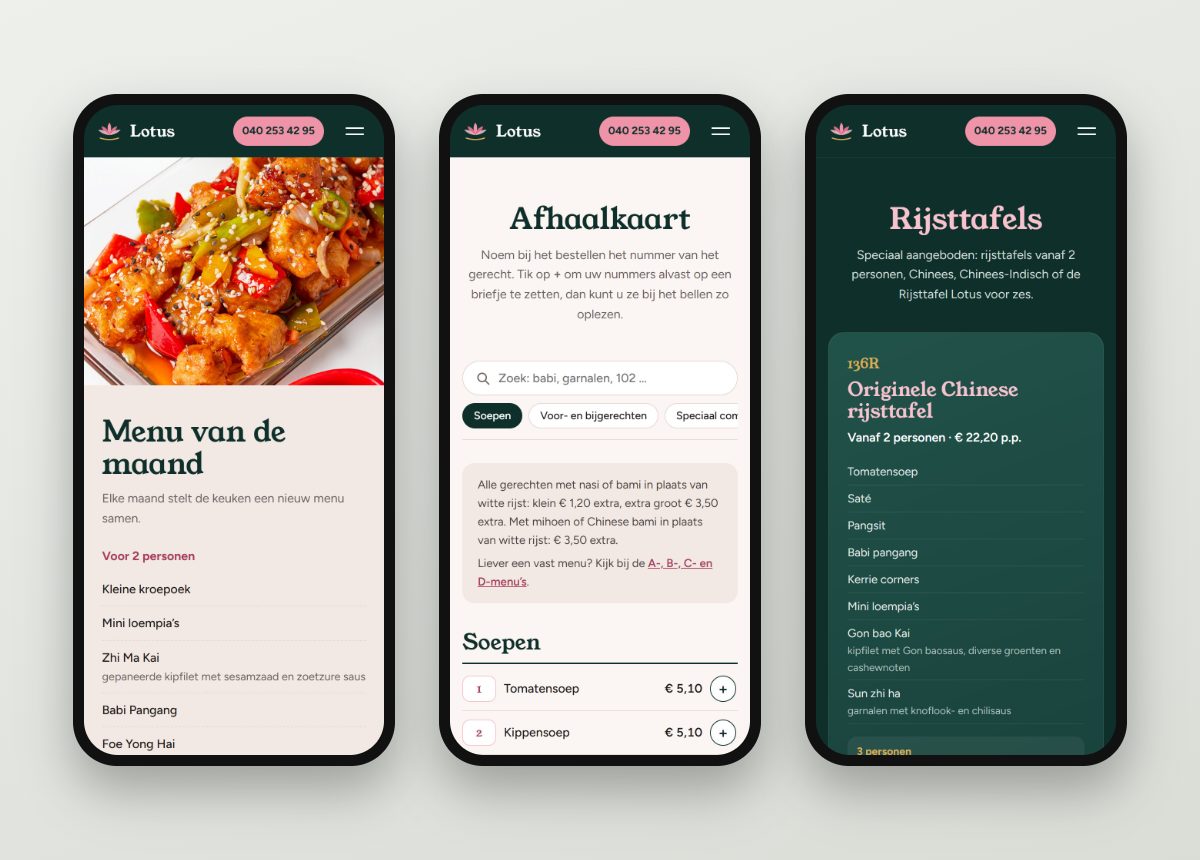 Lotus
040 253 42 95
Menu van de
maand
Elke maand stelt de keuken een nieuw menu
samen.
Voor 2 personen
Kleine kroepoek
Mini loempia's
Zhi Ma Kai
gepaneerde kipfilet met sesamzaad en zoetzure saus
Babi Pangang
Foe Yong Hai
Lotus
040 253 42 95
Afhaalkaart
Noem bij het bestellen het nummer van het
gerecht. Tik op + om uw nummers alvast op een
briefje te zetten, dan kunt u ze bij het bellen zo
oplezen.
Zoek: babi, garnalen, 102 ...
Soepen
Voor- en bijgerechten
Speciaal com
Alle gerechten met nasi of bami in plaats van
witte rijst: klein € 1,20 extra, extra groot € 3,50
extra. Met mihoen of Chinese bami in plaats
van witte rijst: € 3,50 extra.
Liever een vast menu? Kijk bij de A-, B-, C- en
D-menu's.
Soepen
1 Tomatensoep € 5,10 +
2 Kippensoep € 5,10 +
Lotus
040 253 42 95
Rijsttafels
Speciaal aangeboden: rijsttafels vanaf 2
personen, Chinees, Chinees-Indisch of de
Rijsttafel Lotus voor zes.
136R
Originele Chinese
rijsttafel
Vanaf 2 personen · € 22,20 p.p.
Tomatensoep
Saté
Pangsit
Babi pangang
Kerrie corners
Mini loempia's
Gon bao Kai
kipfilet met Gon baosaus, diverse groenten en
cashewnoten
Sun zhi ha
garnalen met knoflook- en chilisaus
3 personen